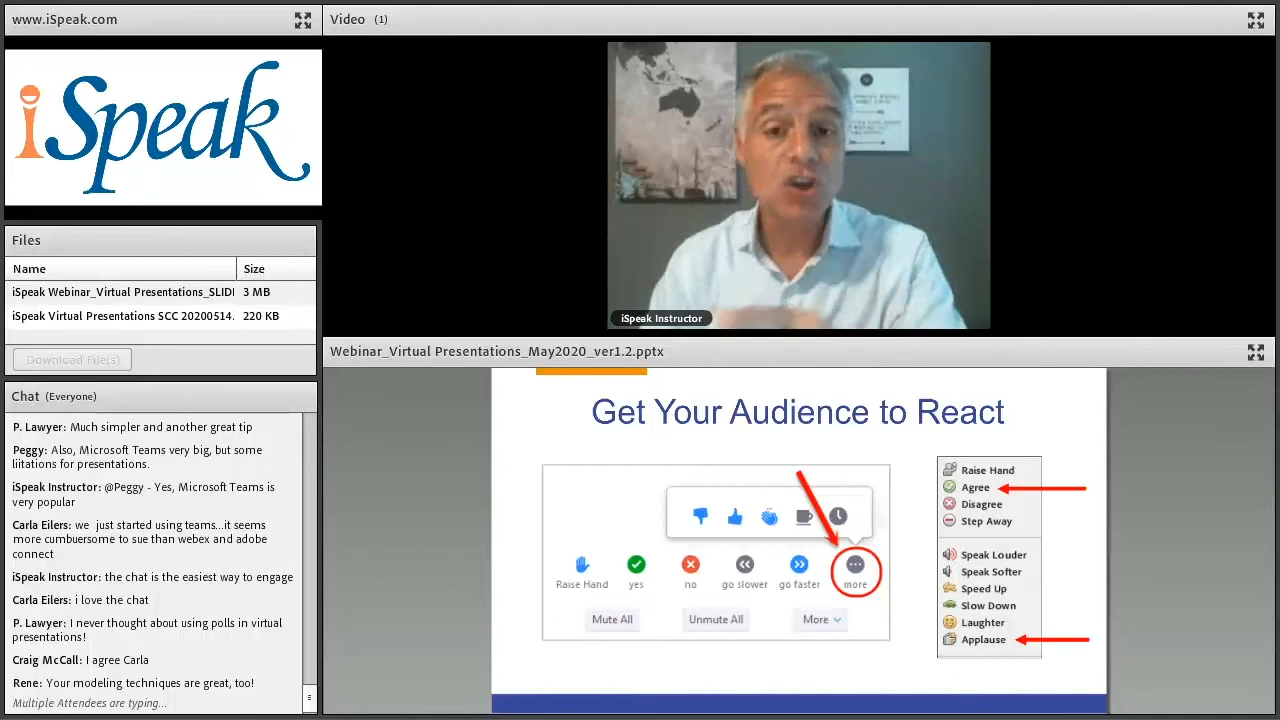 www.iSpeak.com
iSpeak
Files
Name Size
iSpeak Webinar_Virtual Presentations_SLIDI 3 MB
iSpeak Virtual Presentations SCC 20200514. 220 KB
Download File(s)
Chat (Everyone)
P. Lawyer: Much simpler and another great tip
Peggy: Also, Microsoft Teams very big, but some
liitations for presentations.
iSpeak Instructor: @Peggy - Yes, Microsoft Teams is
very popular
Carla Eilers: we just started using teams...it seems
more cumbuersome to sue than webex and adobe
connect
iSpeak Instructor: the chat is the easiest way to engage
Carla Eilers: i love the chat
P. Lawyer: I never thought about using polls in virtual
presentations!
Craig McCall: I agree Carla
Rene: Your modeling techniques are great, too!
Multiple Attendees are typing...
Video (1)
iSpeak Instructor
Webinar_Virtual Presentations_May2020_ver1.2.pptx
Get Your Audience to React
Raise Hand yes no go slower go faster more
Mute All Unmute All More
Raise Hand
Agree
Disagree
Step Away
Speak Louder
Speak Softer
Speed Up
Slow Down
Laughter
Applause